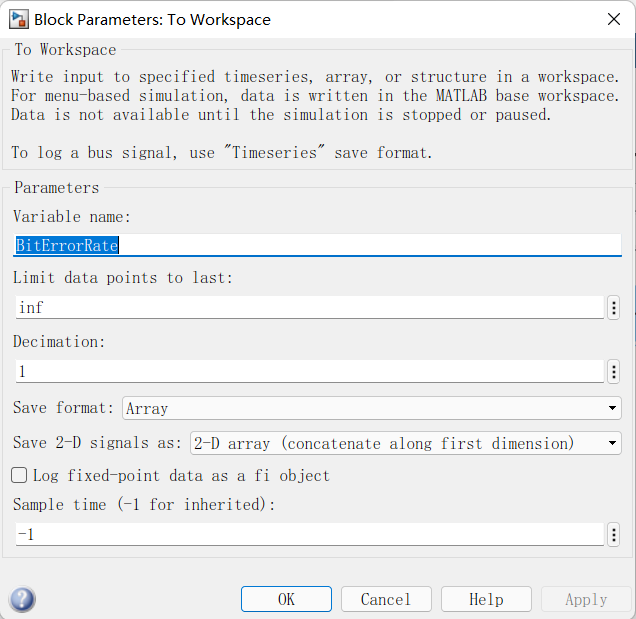 Block Parameters: To Workspace
To Workspace
Write input to specified timeseries, array, or structure in a workspace.
For menu-based simulation, data is written in the MATLAB base workspace.
Data is not available until the simulation is stopped or paused.
To log a bus signal, use "Timeseries" save format.
Parameters
Variable name:
BitErrorRate
Limit data points to last:
inf
Decimation:
1
Save format: Array
Save 2-D signals as: 2-D array (concatenate along first dimension)
Log fixed-point data as a fi object
Sample time (-1 for inherited):
-1
? OK Cancel Help Apply